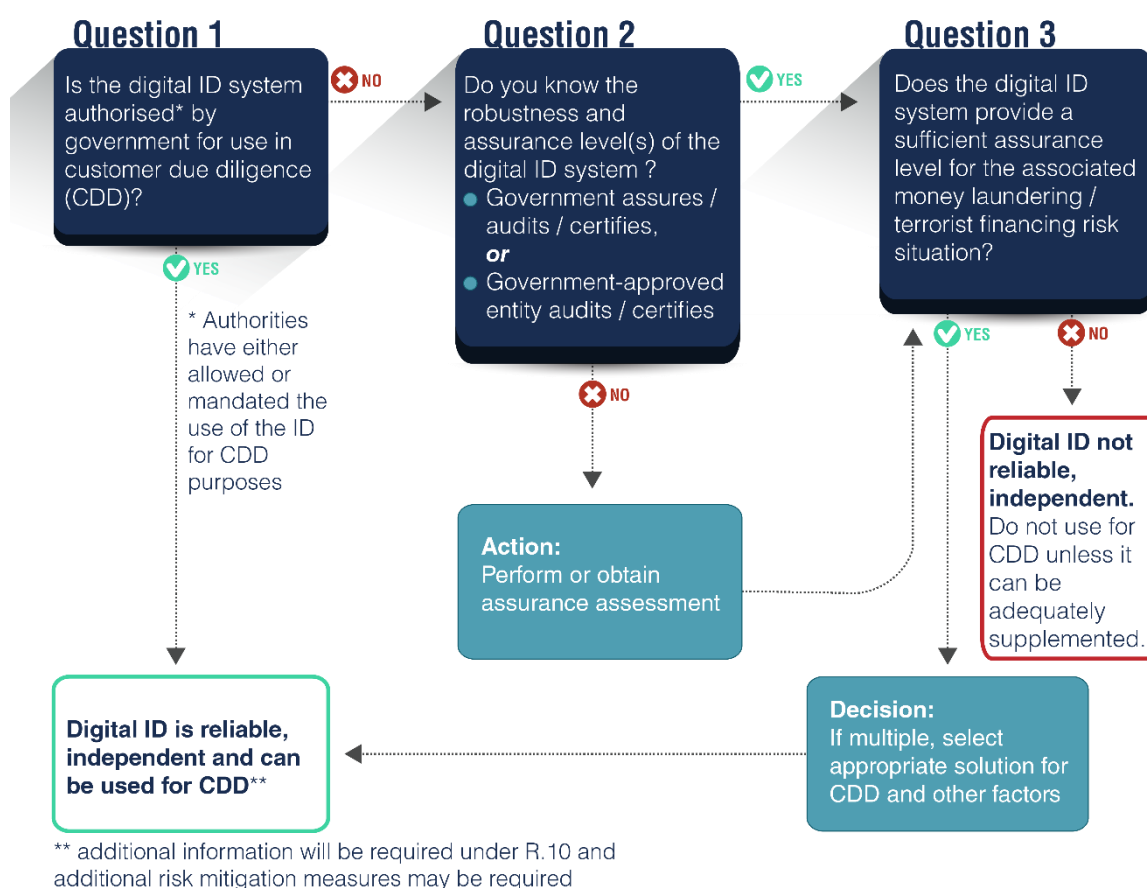 Question 1
Is the digital ID system
authorised* by
government for use in
customer due diligence
(CDD)?
NO
YES
* Authorities
have either
allowed or
mandated the
use of the ID
for CDD
purposes
Question 2
Do you know the
robustness and
assurance level(s) of the
digital ID system ?
Government assures /
audits / certifies,
or
Government-approved
entity audits / certifies
YES
NO
Action:
Perform or obtain
assurance assessment
Question 3
Does the digital ID
system provide a
sufficient assurance
level for the associated
money laundering /
terrorist financing risk
situation?
YES
NO
Digital ID not
reliable,
independent.
Do not use for
CDD unless it
can be
adequately
supplemented.
Decision:
If multiple, select
appropriate solution for
CDD and other factors
Digital ID is reliable,
independent and can
be used for CDD**
** additional information will be required under R.10 and
additional risk mitigation measures may be required